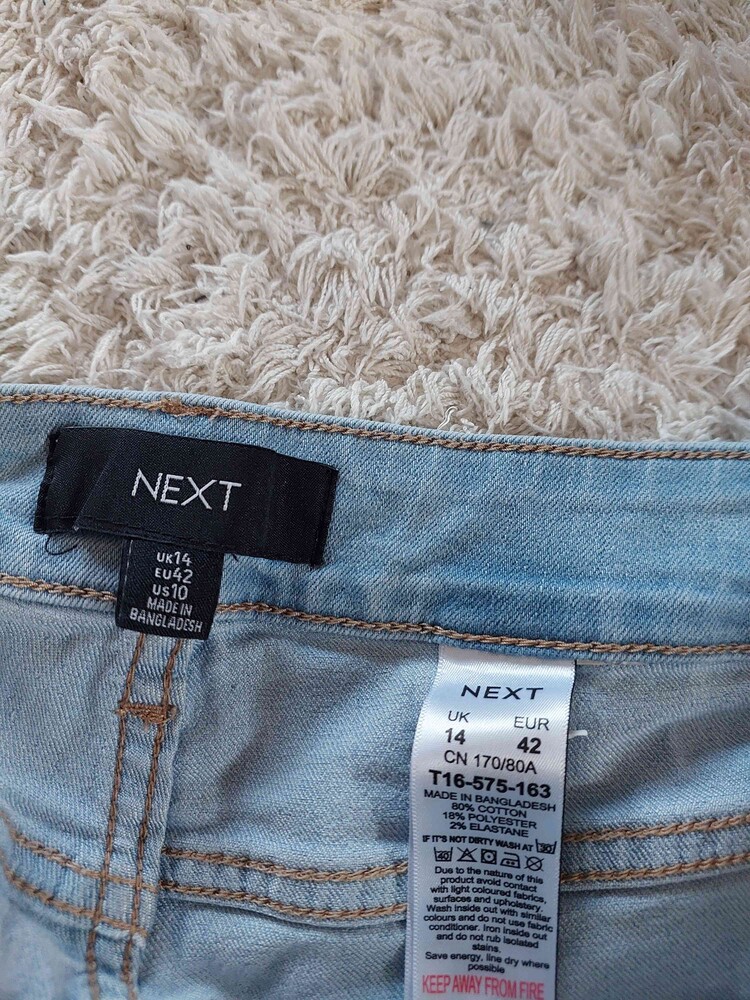 NEXT
UK14
EU42
US10
MADE IN
BANGLADESH
NEXT
UK EUR
14 42
CN 170/80A
T16-575-163
MADE IN BANGLADESH
80% COTTON
18% POLYESTER
2% ELASTANE
IF IT'S NOT DIRTY WASH AT 30
40
Due to the nature of this
product avoid contact
with light coloured fabrics,
surfaces and upholstery.
Wash inside out with similar
colours and do not use fabric
conditioner. Iron inside out
and do not rub isolated
stains.
Save energy, line dry where
possible
KEEP AWAY FROM FIRE